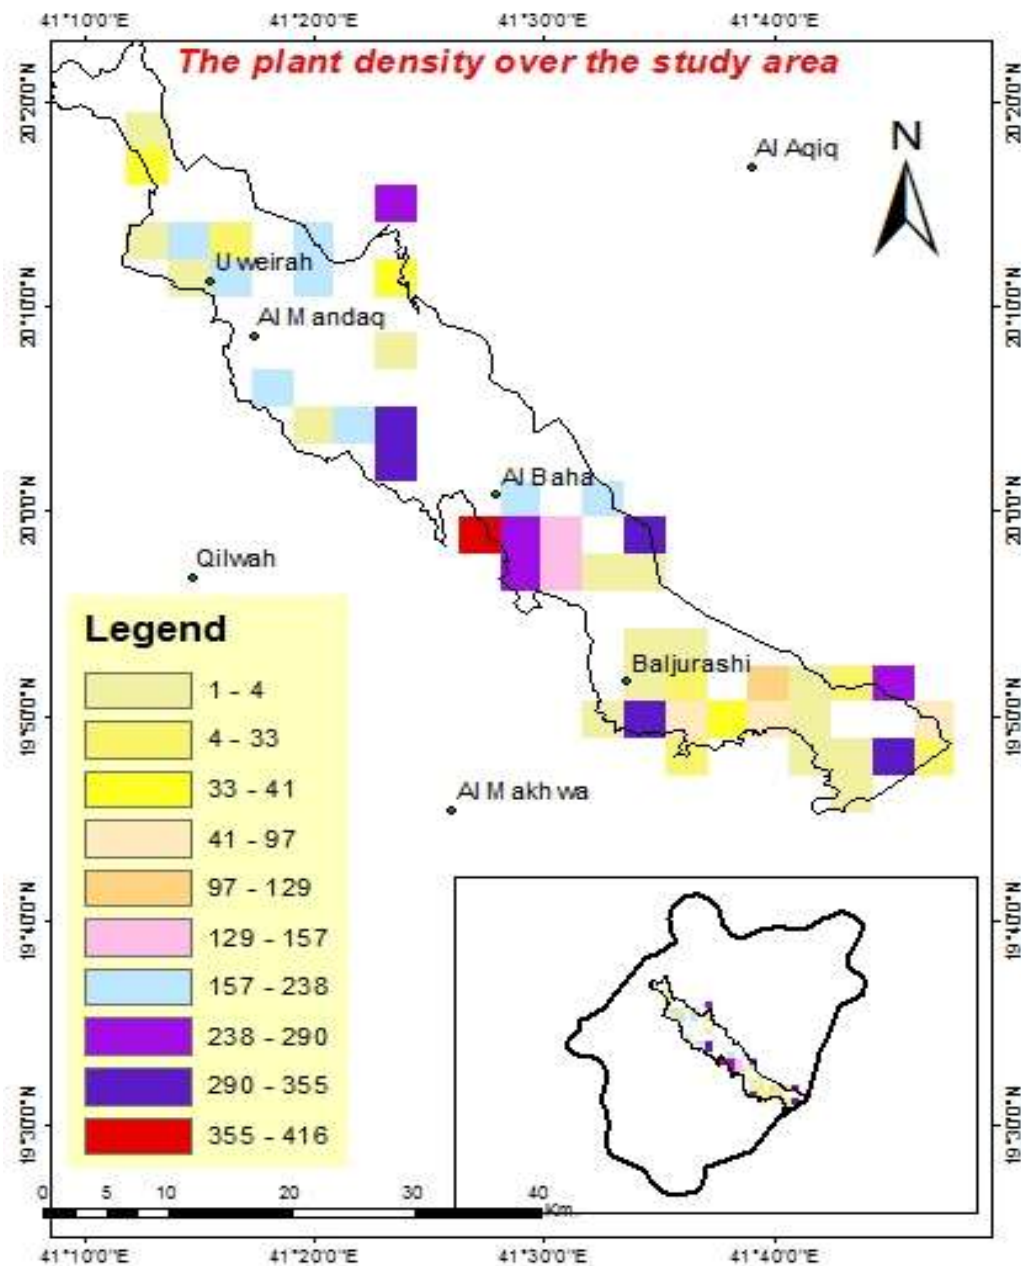 41°10'0"E 41°20'0"E 41°30'0"E 41°40'0"E
The plant density over the study area
20°20'0"N 20°20'0"N
N
Al Aqiq
Uweirah
20°10'0"N 20°10'0"N
Al Mandaq
Al Baha
20°0'0"N 20°0'0"N
Qilwah
Legend
1 - 4
4 - 33
33 - 41
41 - 97
97 - 129
129 - 157
157 - 238
238 - 290
290 - 355
355 - 416
Baljurashi
19°50'0"N 19°50'0"N
Al Makhwa
19°40'0"N 19°40'0"N
19°30'0"N 19°30'0"N
0 5 10 20 30 40
Km.
41°10'0"E 41°20'0"E 41°30'0"E 41°40'0"E